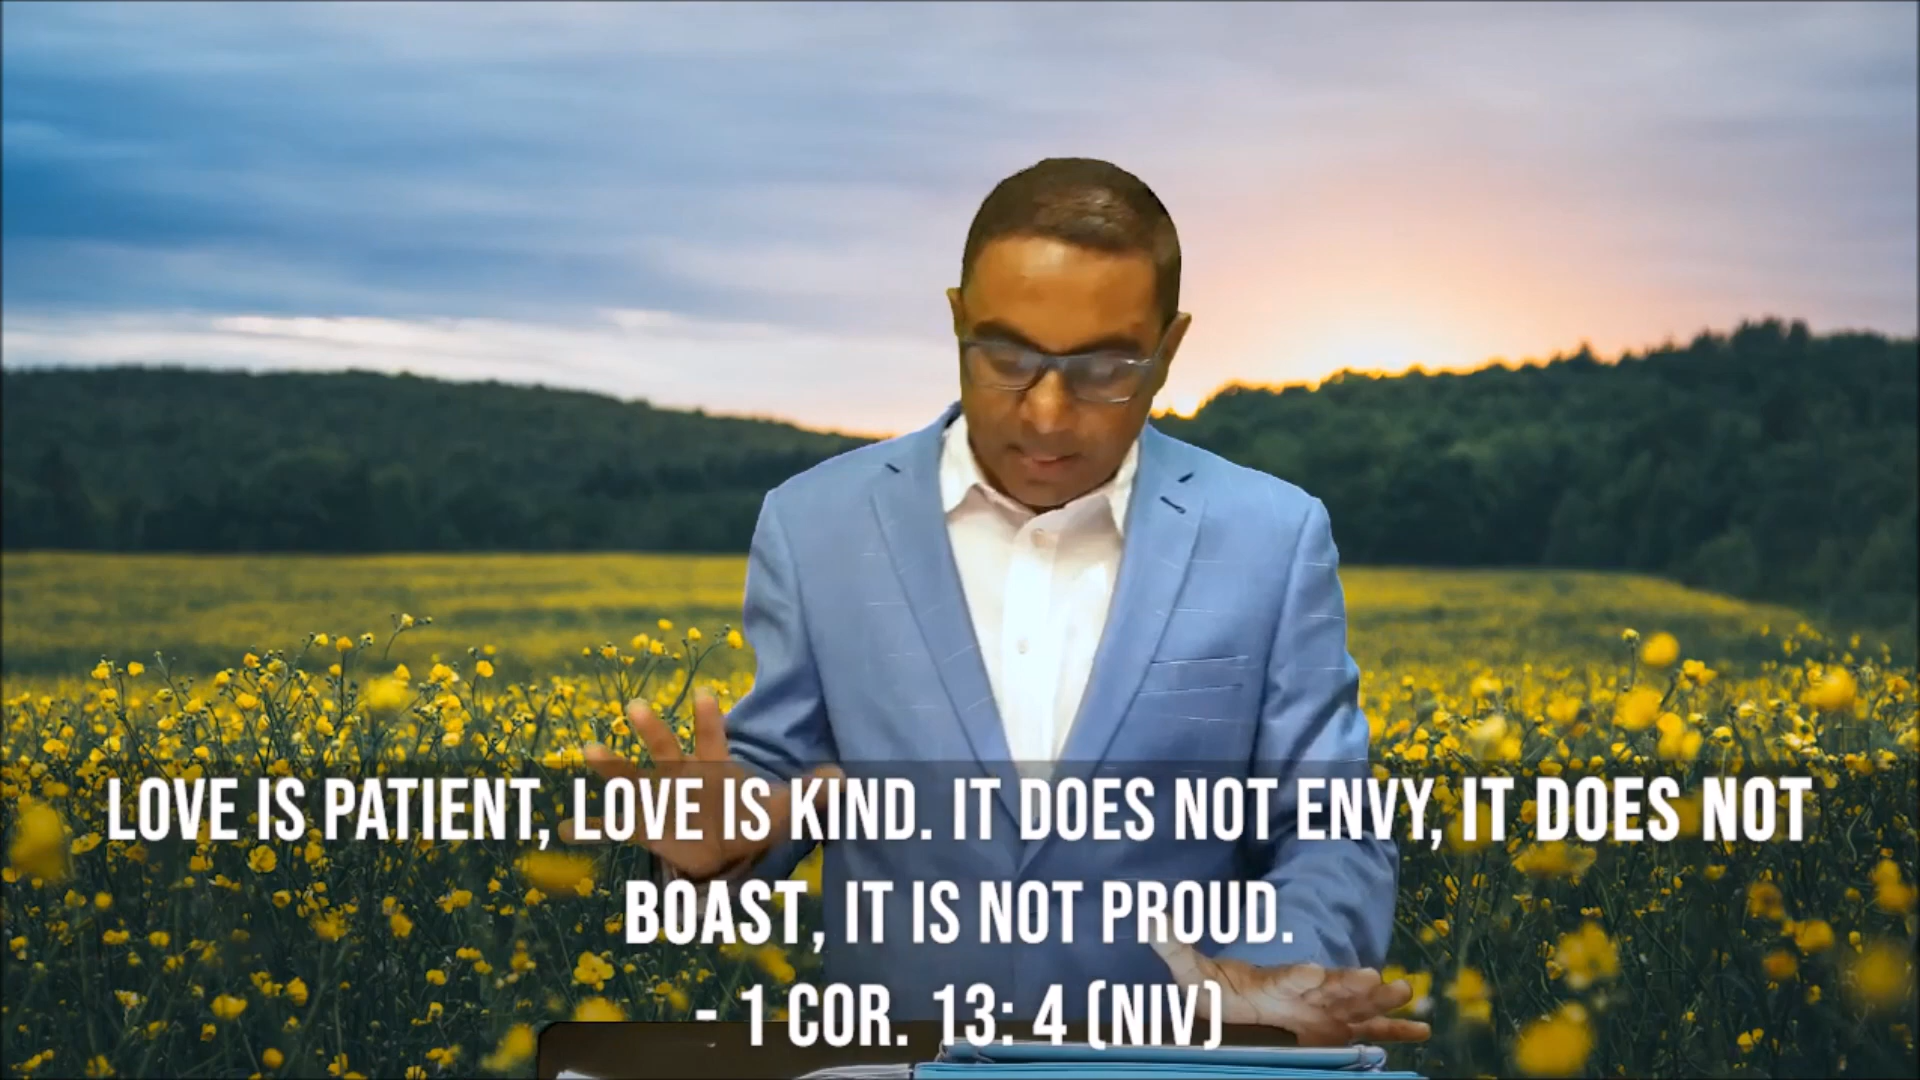 LOVE IS PATIENT, LOVE IS KIND. IT DOES NOT ENVY, IT DOES NOT
BOAST, IT IS NOT PROUD.
- 1 COR. 13: 4 (NIV)